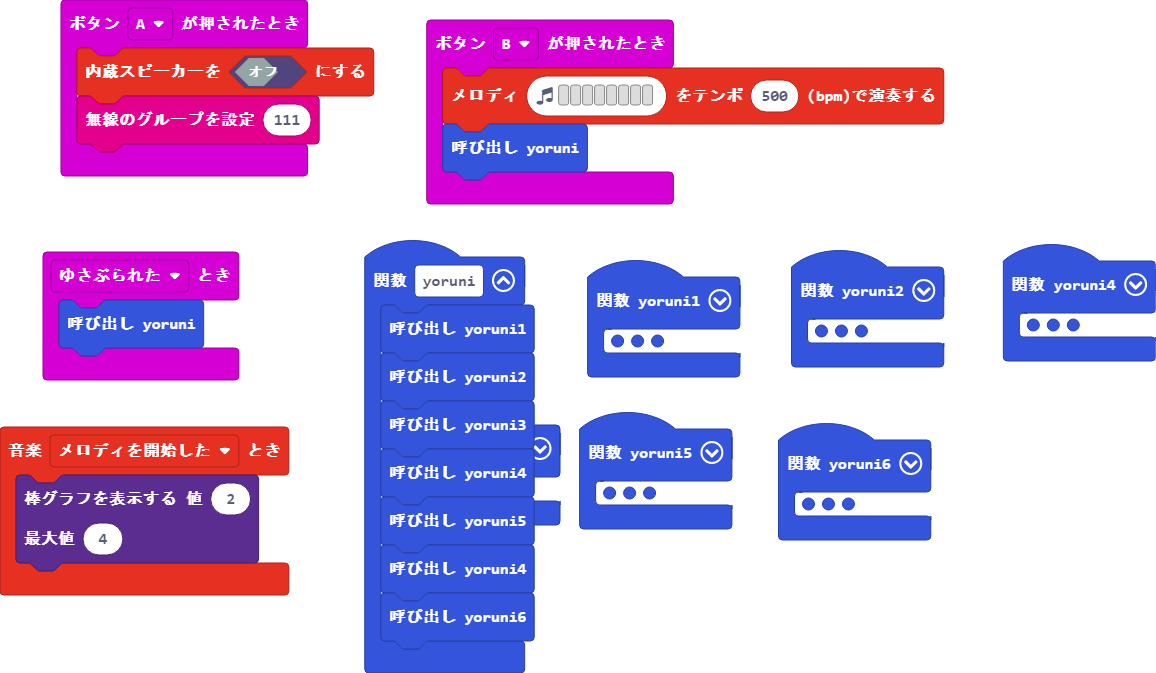 ボタン A が押されたとき
内蔵スピーカーを オフ にする
無線のグループを設定 111
ボタン B が押されたとき
メロディ をテンポ 500 (bpm)で演奏する
呼び出し yoruni
ゆさぶられた とき
呼び出し yoruni
音楽 メロディを開始した とき
棒グラフを表示する 値 2
最大値 4
関数 yoruni
呼び出し yoruni1
呼び出し yoruni2
呼び出し yoruni3
呼び出し yoruni4
呼び出し yoruni5
呼び出し yoruni4
呼び出し yoruni6
関数 yoruni1
関数 yoruni2
関数 yoruni4
関数 yoruni5
関数 yoruni6